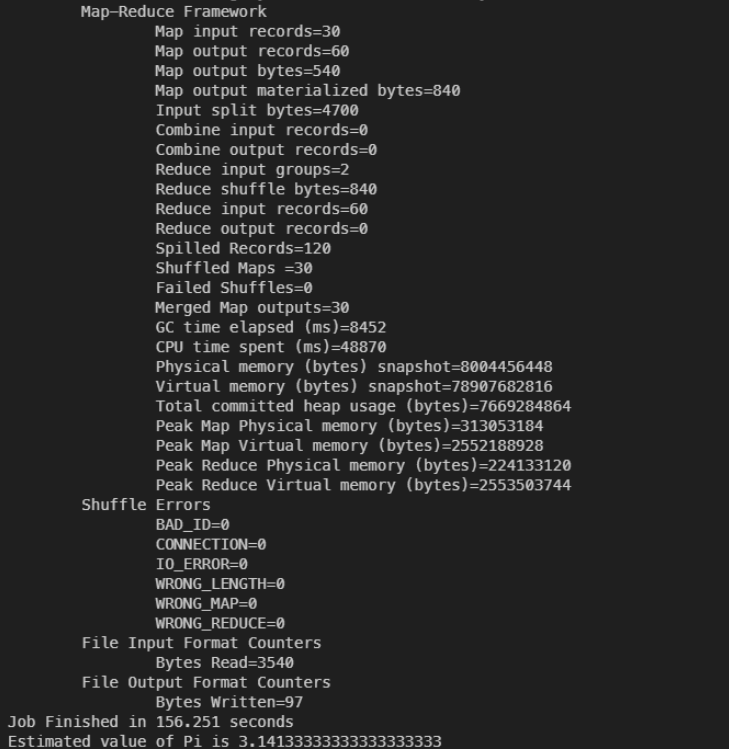 Map-Reduce Framework
Map input records=30
Map output records=60
Map output bytes=540
Map output materialized bytes=840
Input split bytes=4700
Combine input records=0
Combine output records=0
Reduce input groups=2
Reduce shuffle bytes=840
Reduce input records=60
Reduce output records=0
Spilled Records=120
Shuffled Maps =30
Failed Shuffles=0
Merged Map outputs=30
GC time elapsed (ms)=8452
CPU time spent (ms)=48870
Physical memory (bytes) snapshot=8004456448
Virtual memory (bytes) snapshot=78907682816
Total committed heap usage (bytes)=7669284864
Peak Map Physical memory (bytes)=313053184
Peak Map Virtual memory (bytes)=2552188928
Peak Reduce Physical memory (bytes)=224133120
Peak Reduce Virtual memory (bytes)=2553503744
Shuffle Errors
BAD_ID=0
CONNECTION=0
IO_ERROR=0
WRONG_LENGTH=0
WRONG_MAP=0
WRONG_REDUCE=0
File Input Format Counters
Bytes Read=3540
File Output Format Counters
Bytes Written=97
Job Finished in 156.251 seconds
Estimated value of Pi is 3.14133333333333333333